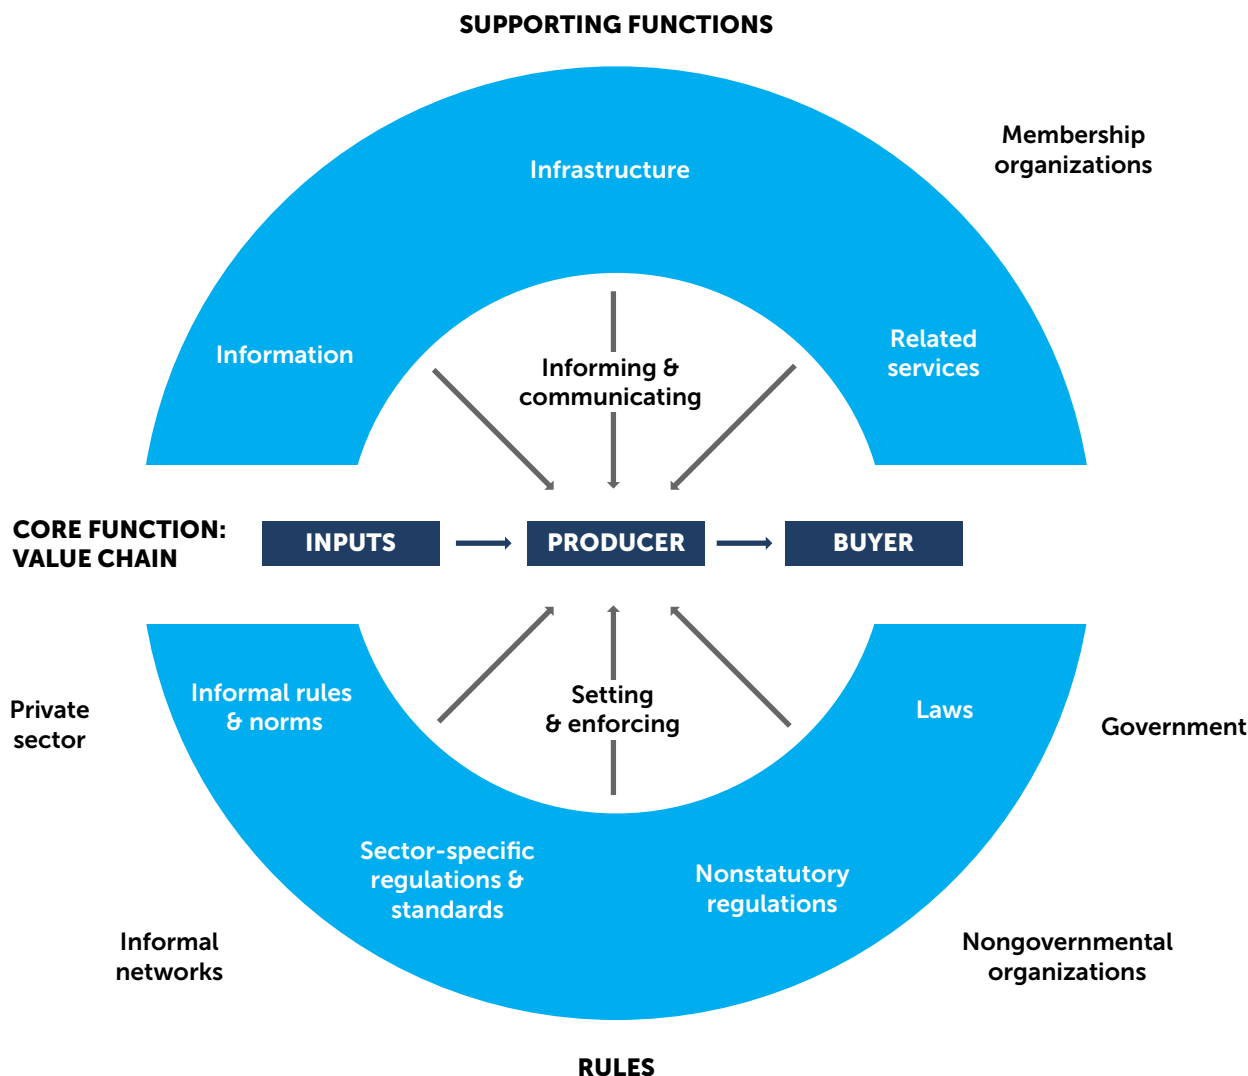 SUPPORTING FUNCTIONS
Membership
organizations
Infrastructure
Information
Related
services
Informing &
communicating
CORE FUNCTION:
VALUE CHAIN
INPUTS
PRODUCER
BUYER
Informal rules
& norms
Setting
& enforcing
Laws
Private
sector
Government
Sector-specific
regulations &
standards
Nonstatutory
regulations
Informal
networks
Nongovernmental
organizations
RULES